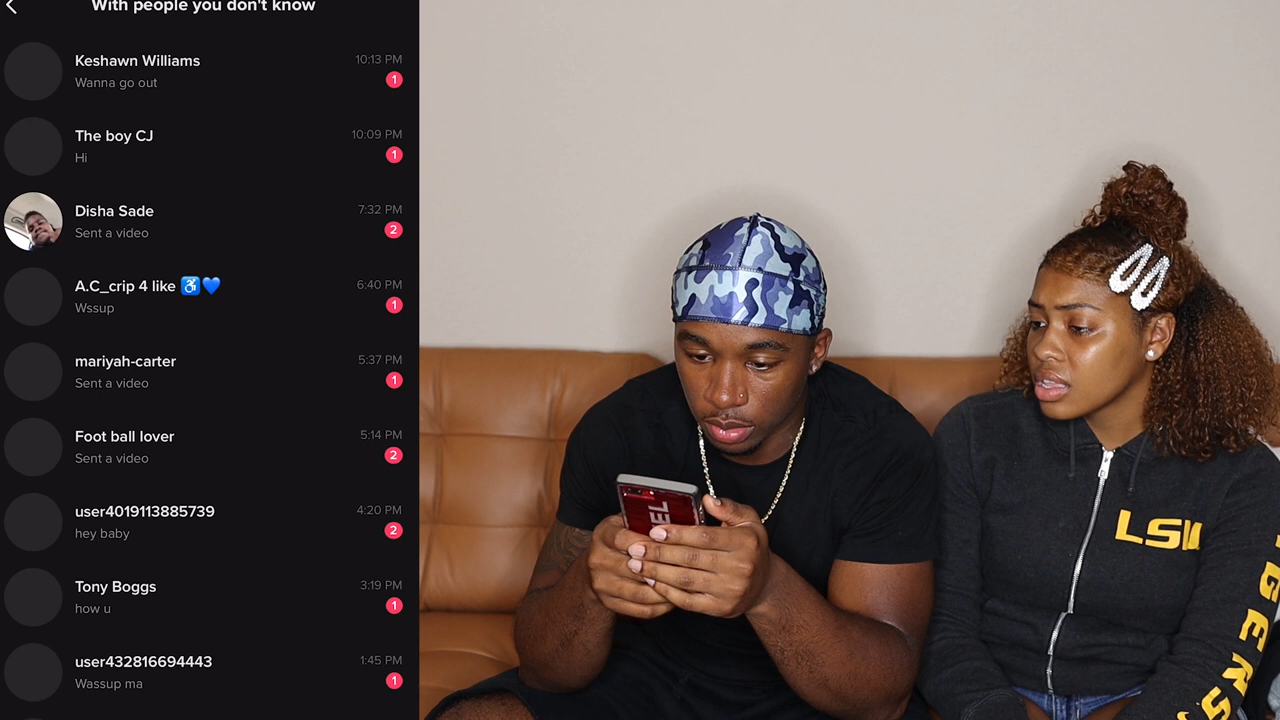 With people you don't know
Keshawn Williams
10:13 PM
Wanna go out
1
The boy CJ
10:09 PM
Hi
1
Disha Sade
7:32 PM
Sent a video
2
A.C_crip 4 like ♿💙
6:40 PM
Wssup
1
mariyah-carter
5:37 PM
Sent a video
1
Foot ball lover
5:14 PM
Sent a video
2
user4019113885739
4:20 PM
hey baby
2
Tony Boggs
3:19 PM
how u
1
user432816694443
1:45 PM
Wassup ma
1
LSU